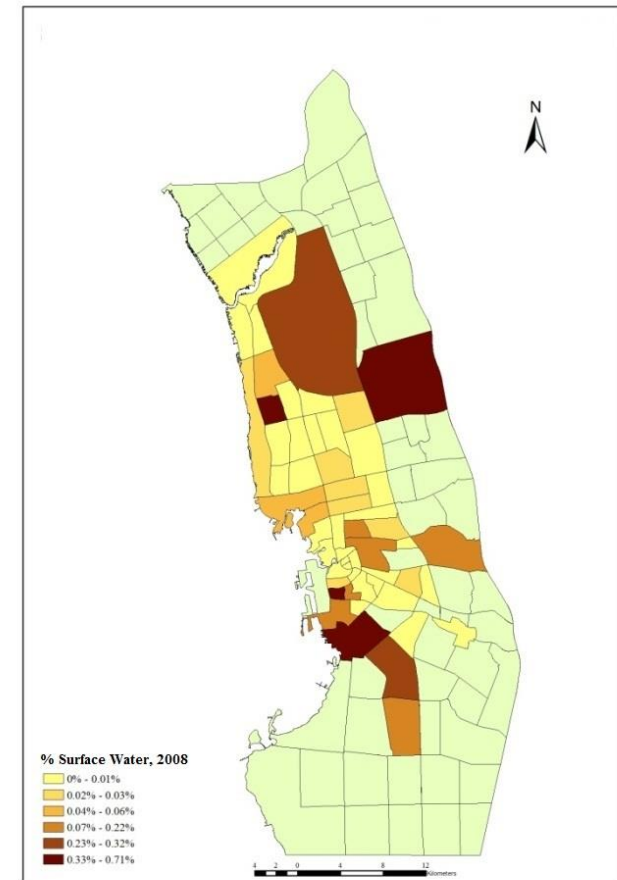 N
% Surface Water, 2008
0% - 0.01%
0.02% - 0.03%
0.04% - 0.06%
0.07% - 0.22%
0.23% - 0.32%
0.33% - 0.71%
4 2 0 4 8 12
Kilometers